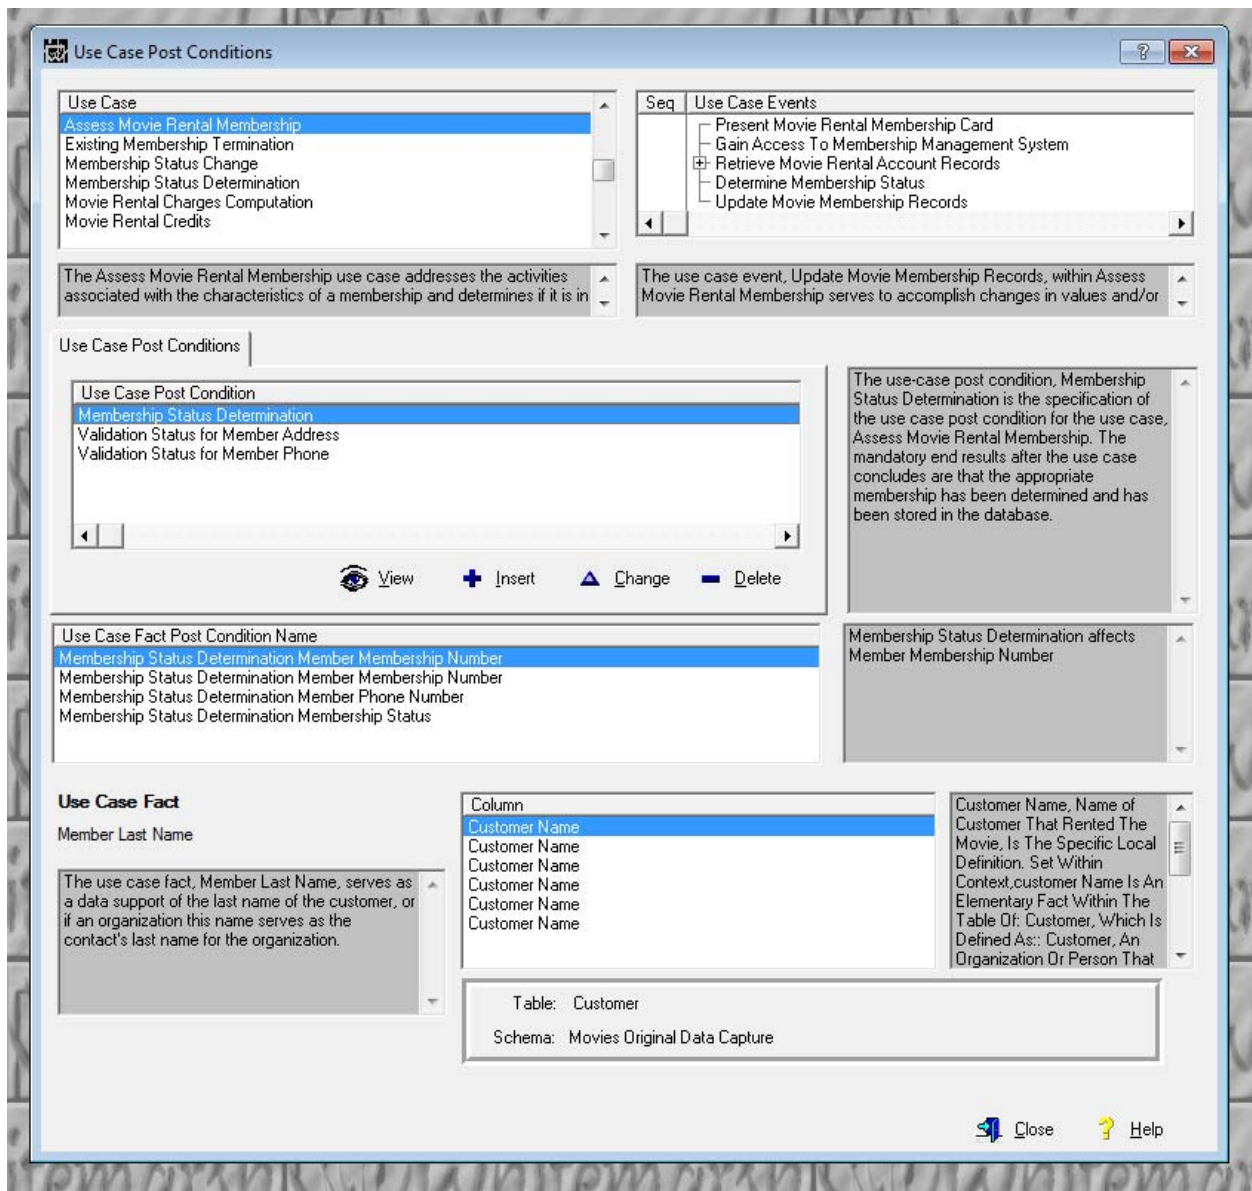 Use Case Post Conditions
Use Case
Assess Movie Rental Membership
Existing Membership Termination
Membership Status Change
Membership Status Determination
Movie Rental Charges Computation
Movie Rental Credits
Seq Use Case Events
Present Movie Rental Membership Card
Gain Access To Membership Management System
Retrieve Movie Rental Account Records
Determine Membership Status
Update Movie Membership Records
The Assess Movie Rental Membership use case addresses the activities
associated with the characteristics of a membership and determines if it is in
The use case event, Update Movie Membership Records, within Assess
Movie Rental Membership serves to accomplish changes in values and/or
Use Case Post Conditions
Use Case Post Condition
Membership Status Determination
Validation Status for Member Address
Validation Status for Member Phone
View Insert Change Delete
The use-case post condition, Membership
Status Determination is the specification of
the use case post condition for the use case,
Assess Movie Rental Membership. The
mandatory end results after the use case
concludes are that the appropriate
membership has been determined and has
been stored in the database.
Use Case Fact Post Condition Name
Membership Status Determination Member Membership Number
Membership Status Determination Member Membership Number
Membership Status Determination Member Phone Number
Membership Status Determination Membership Status
Membership Status Determination affects
Member Membership Number
Use Case Fact
Member Last Name
The use case fact, Member Last Name, serves as
a data support of the last name of the customer, or
if an organization this name serves as the
contact's last name for the organization.
Column
Customer Name
Customer Name
Customer Name
Customer Name
Customer Name
Customer Name
Customer Name, Name of
Customer That Rented The
Movie, Is The Specific Local
Definition. Set Within
Context,customer Name Is An
Elementary Fact Within The
Table Of: Customer, Which Is
Defined As:: Customer, An
Organization Or Person That
Table: Customer
Schema: Movies Original Data Capture
Close Help